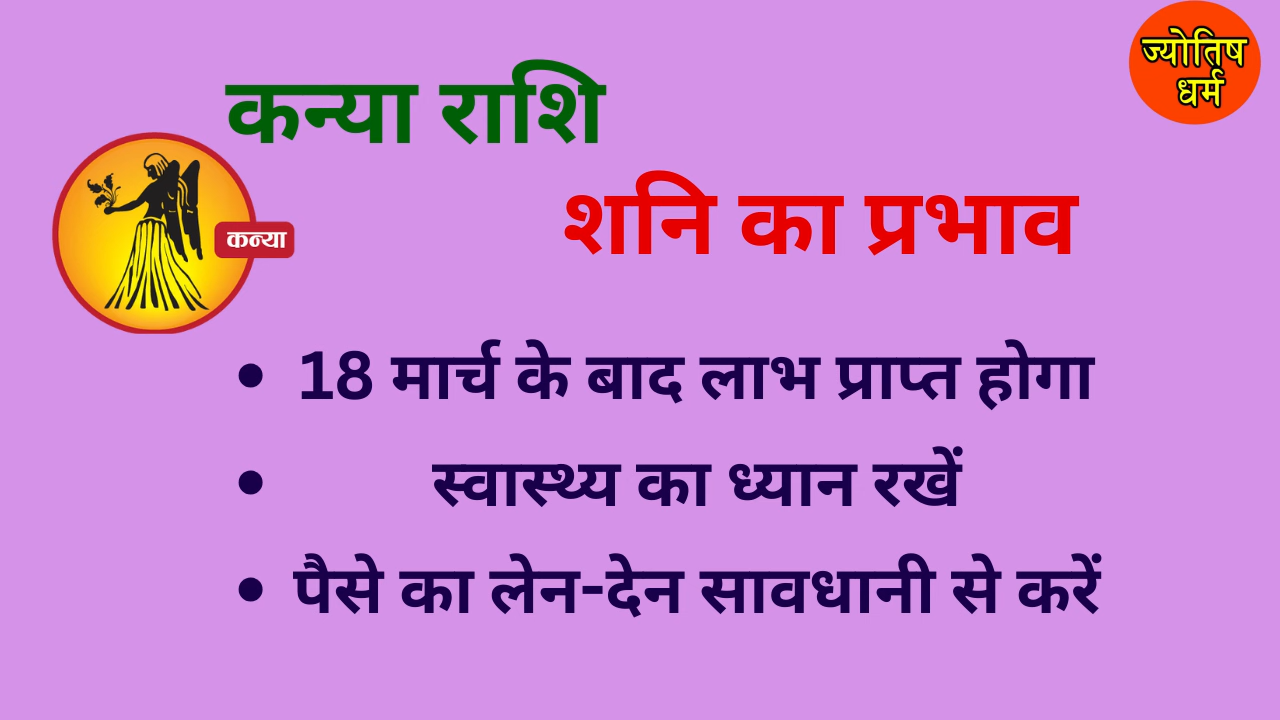 ज्योतिष
धर्म
कन्या राशि
शनि का प्रभाव
कन्या
• 18 मार्च के बाद लाभ प्राप्त होगा
• स्वास्थ्य का ध्यान रखें
• पैसे का लेन-देन सावधानी से करें